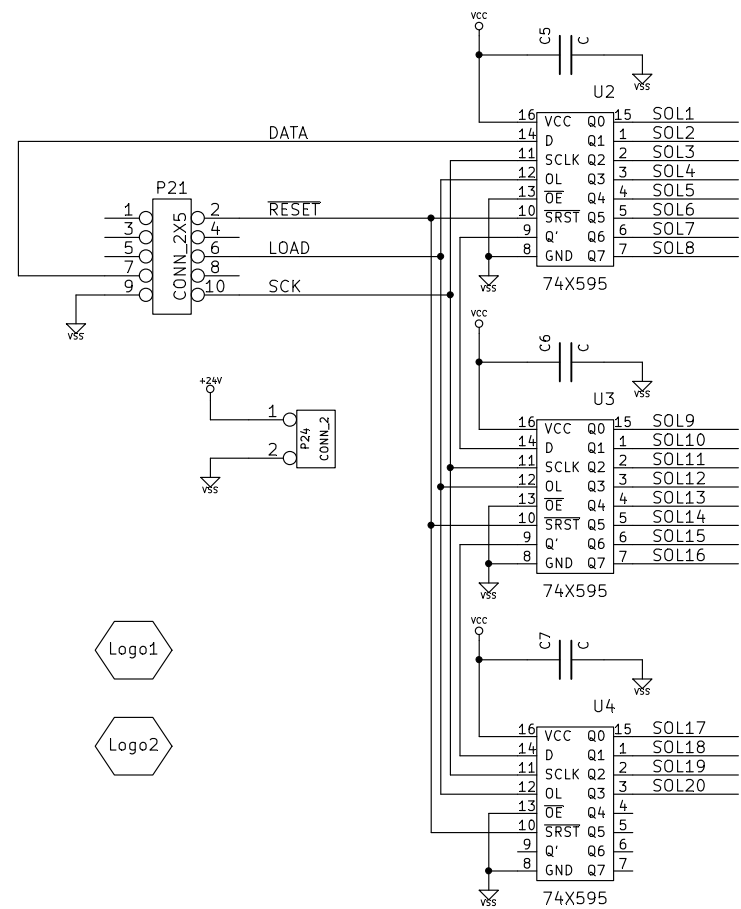 VCC
C5
C
VSS
U2
16 VCC Q0 15 SOL1
DATA 14 D Q1 1 SOL2
11 SCLK Q2 2 SOL3
12 OL Q3 3 SOL4
13 OE Q4 4 SOL5
10 SRST Q5 5 SOL6
9 Q' Q6 6 SOL7
8 GND Q7 7 SOL8
VSS
74X595
P21
CONN_2X5
1 2 RESET
3 4
5 6 LOAD
7 8
9 10 SCK
VSS
VCC
C6
C
VSS
U3
16 VCC Q0 15 SOL9
14 D Q1 1 SOL10
11 SCLK Q2 2 SOL11
12 OL Q3 3 SOL12
13 OE Q4 4 SOL13
10 SRST Q5 5 SOL14
9 Q' Q6 6 SOL15
8 GND Q7 7 SOL16
VSS
74X595
+24V
1
2
P24
CONN_2
VSS
Logo1
Logo2
VCC
C7
C
VSS
U4
16 VCC Q0 15 SOL17
14 D Q1 1 SOL18
11 SCLK Q2 2 SOL19
12 OL Q3 3 SOL20
13 OE Q4 4
10 SRST Q5 5
9 Q' Q6 6
8 GND Q7 7
VSS
74X595